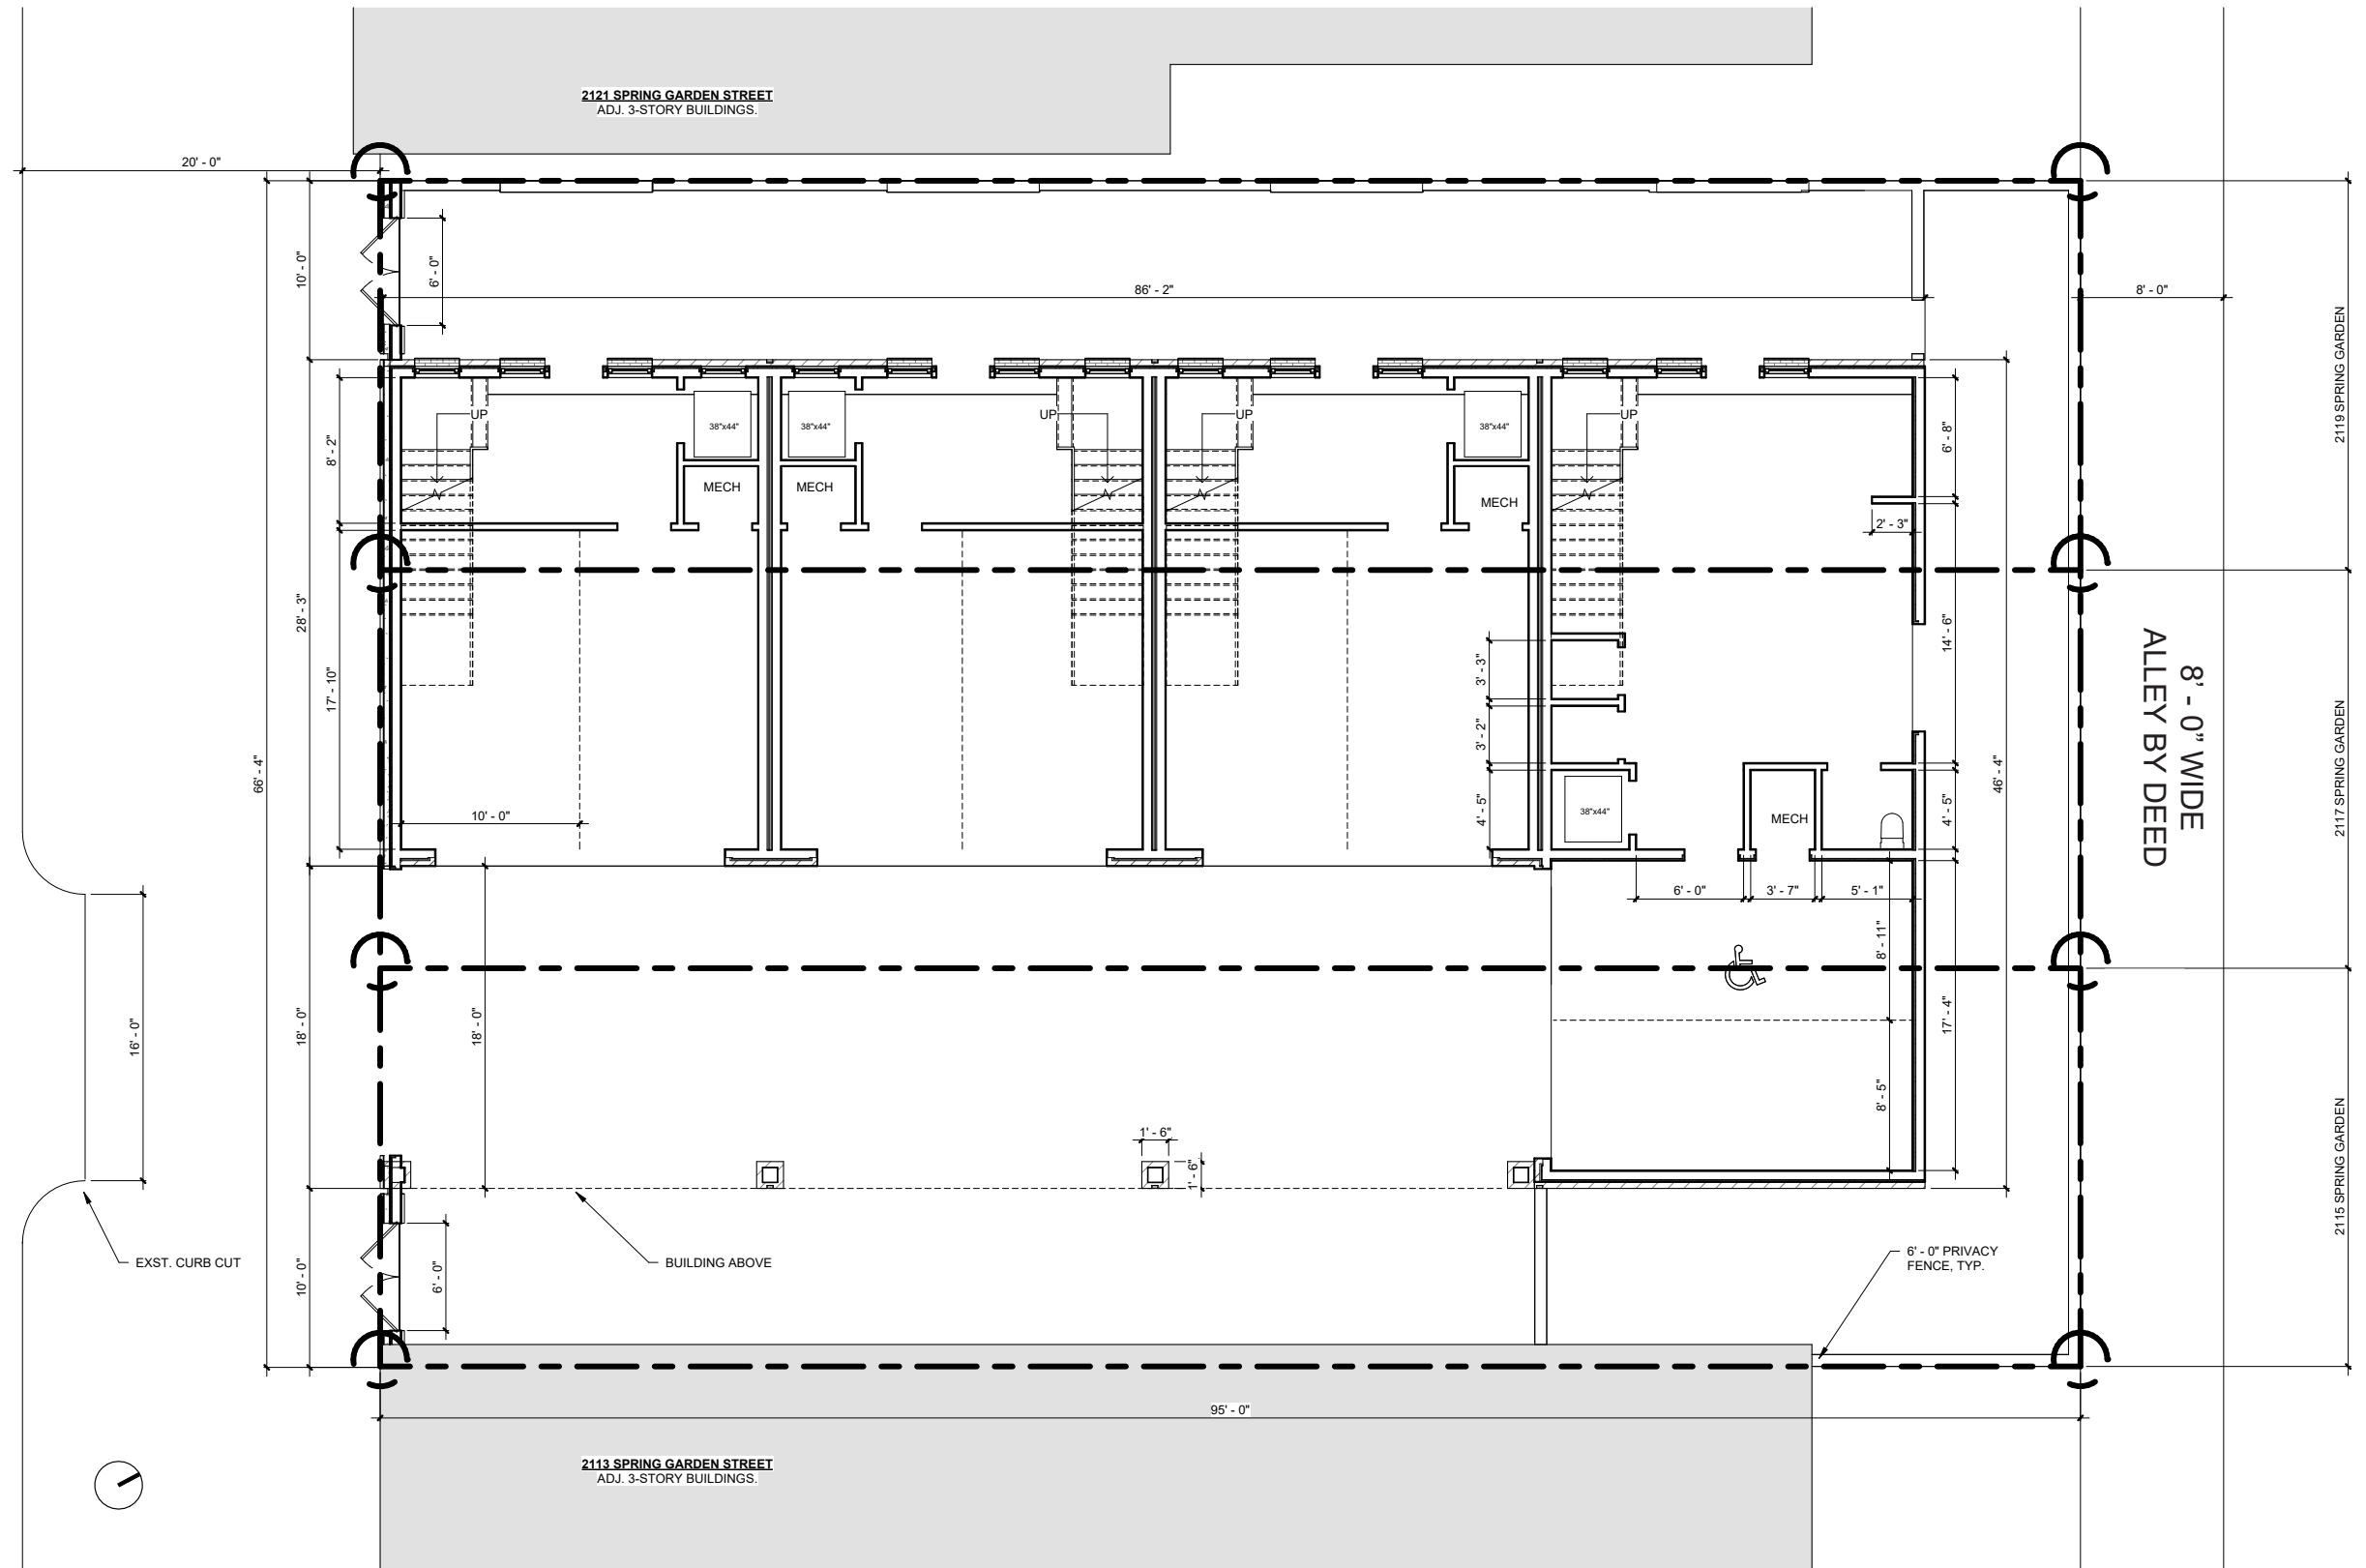 2121 SPRING GARDEN STREET
ADJ. 3-STORY BUILDINGS.
20' - 0"
10' - 0"
6' - 0"
86' - 2"
8' - 0"
2119 SPRING GARDEN
UP
UP
UP
UP
38"x44"
38"x44"
38"x44"
8' - 2"
6' - 8"
MECH
MECH
MECH
2' - 3"
28' - 3"
17' - 10"
14' - 6"
3' - 3"
3' - 2"
8' - 0" WIDE
ALLEY BY DEED
66' - 4"
46' - 4"
2117 SPRING GARDEN
10' - 0"
4' - 5"
38"x44"
MECH
4' - 5"
6' - 0"
3' - 7"
5' - 1"
8' - 11"
16' - 0"
18' - 0"
18' - 0"
17' - 4"
8' - 5"
1' - 6"
1' - 6"
2115 SPRING GARDEN
EXST. CURB CUT
10' - 0"
6' - 0"
BUILDING ABOVE
6' - 0" PRIVACY
FENCE, TYP.
95' - 0"
2113 SPRING GARDEN STREET
ADJ. 3-STORY BUILDINGS.